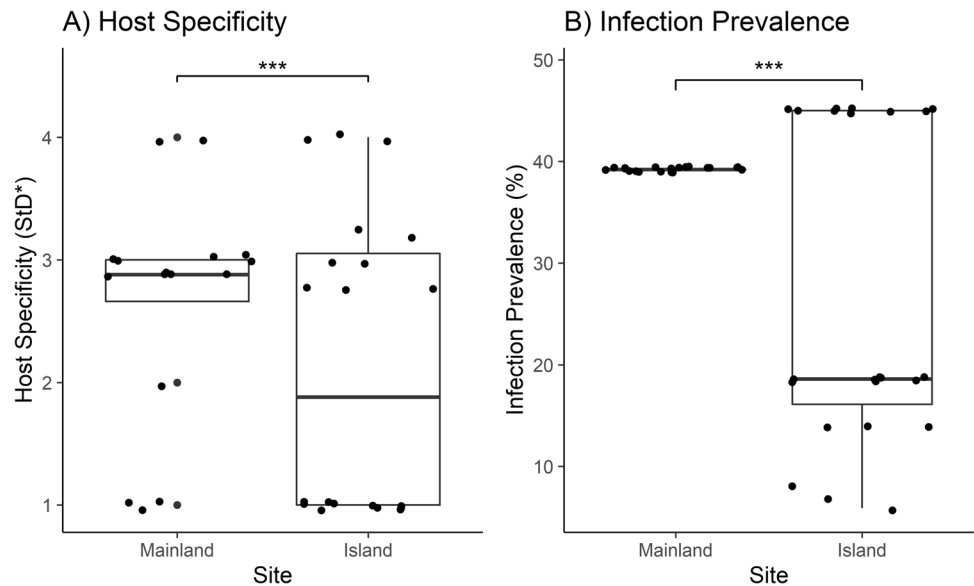 A) Host Specificity
***
Host Specificity (StD*)
4
3
2
1
Mainland
Island
Site
B) Infection Prevalence
***
Infection Prevalence (%)
50
40
30
20
10
Mainland
Island
Site